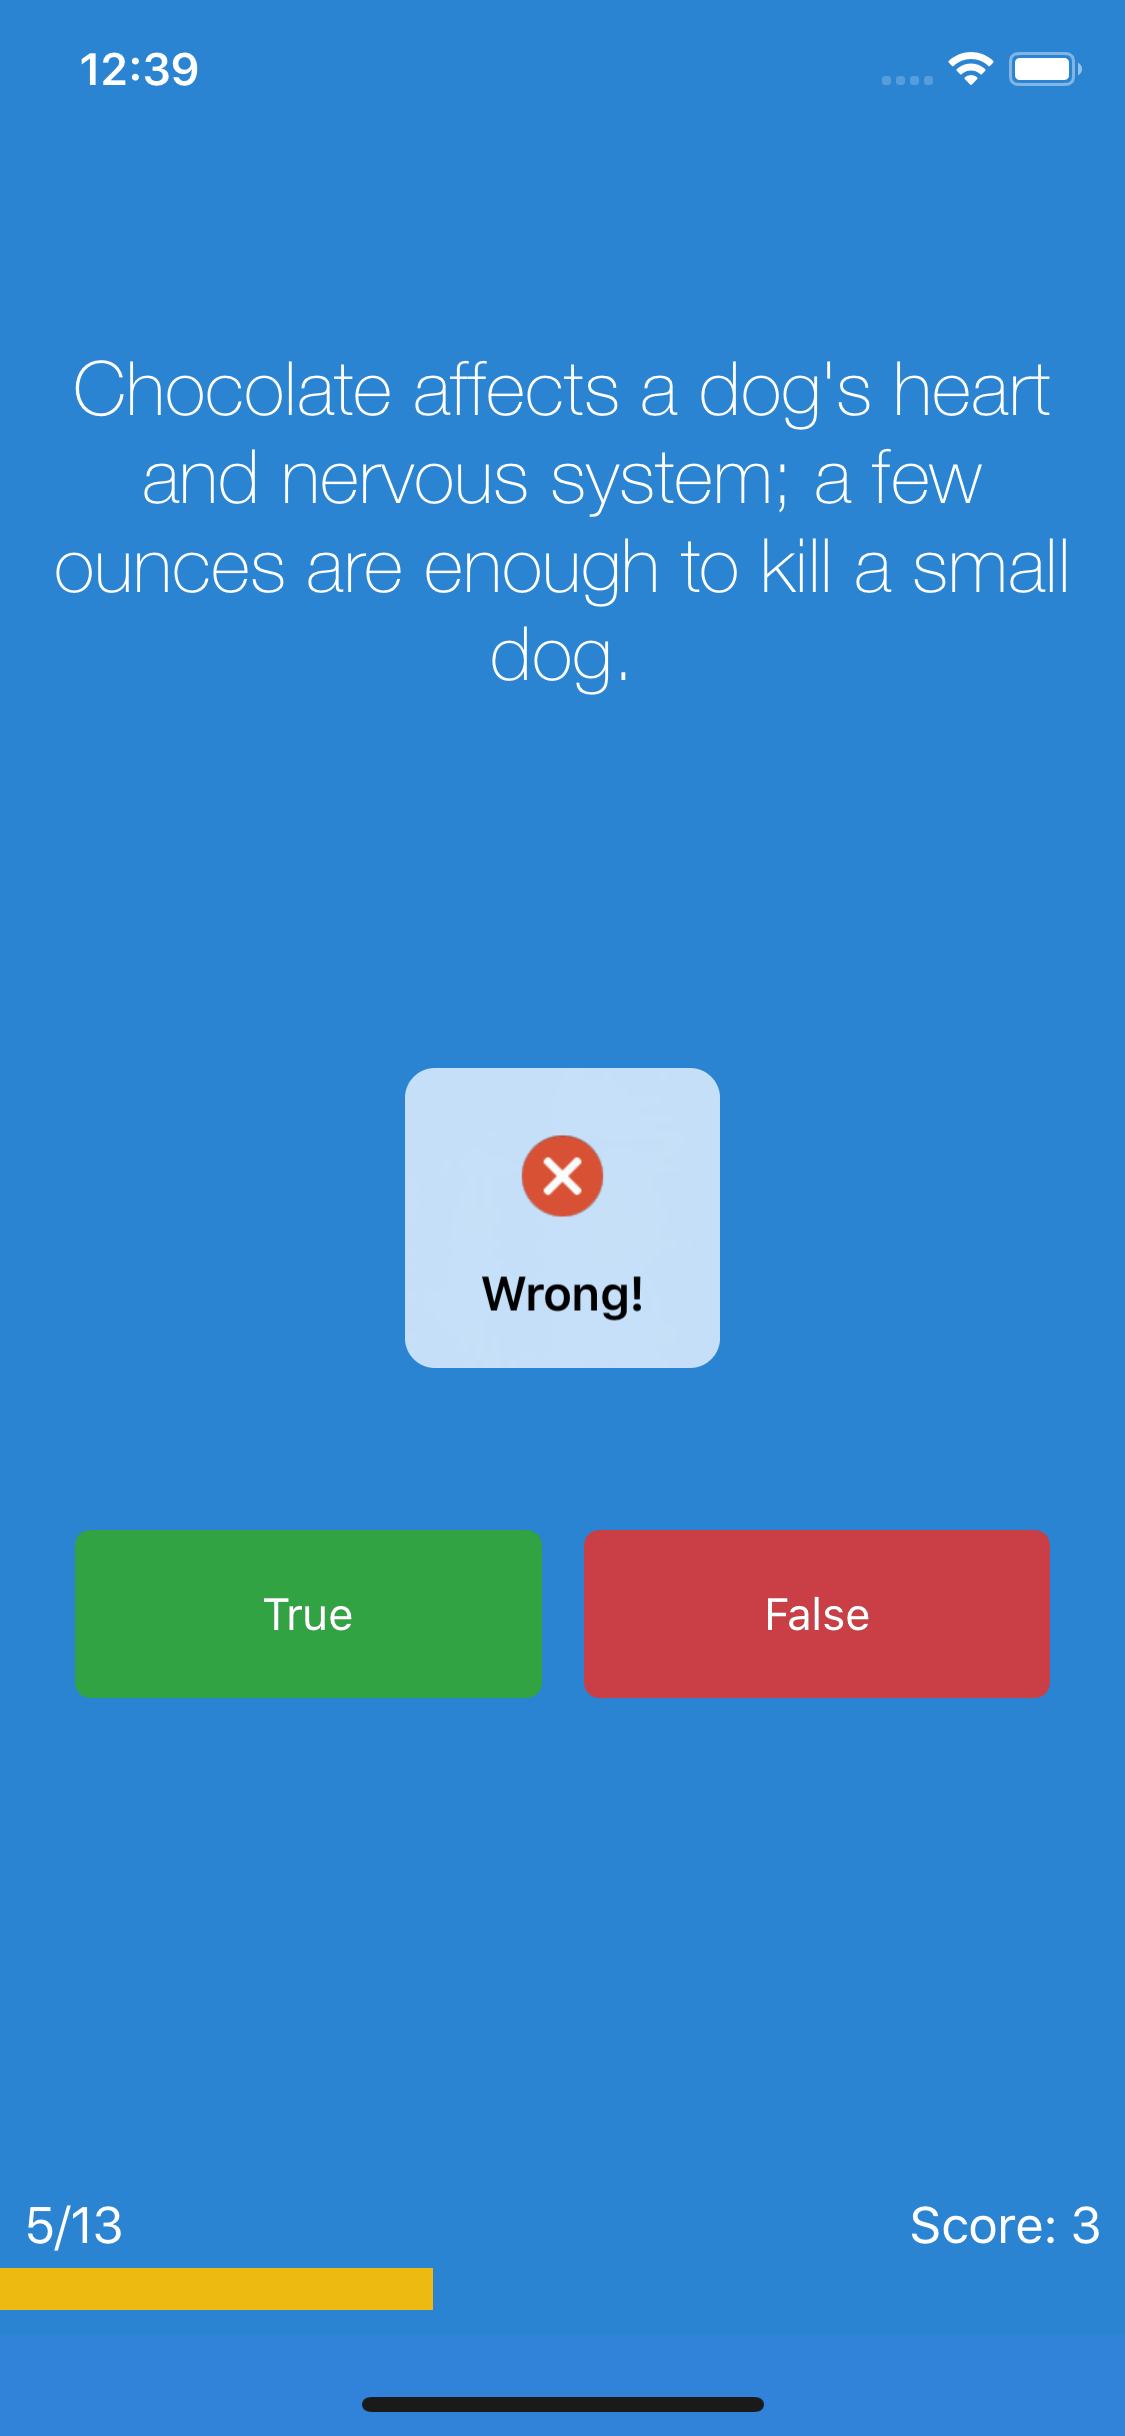 12:39
Chocolate affects a dog's heart
and nervous system; a few
ounces are enough to kill a small
dog.
Wrong!
True
False
5/13
Score: 3